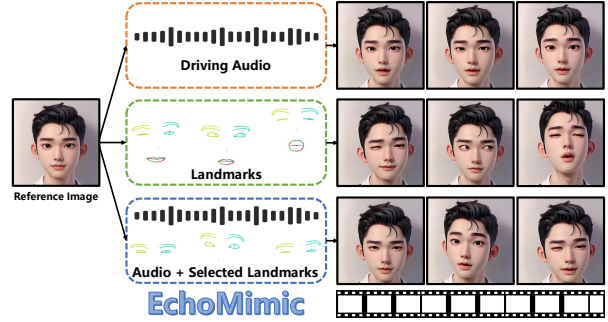 Driving Audio
Landmarks
Reference Image
Audio + Selected Landmarks
EchoMimic